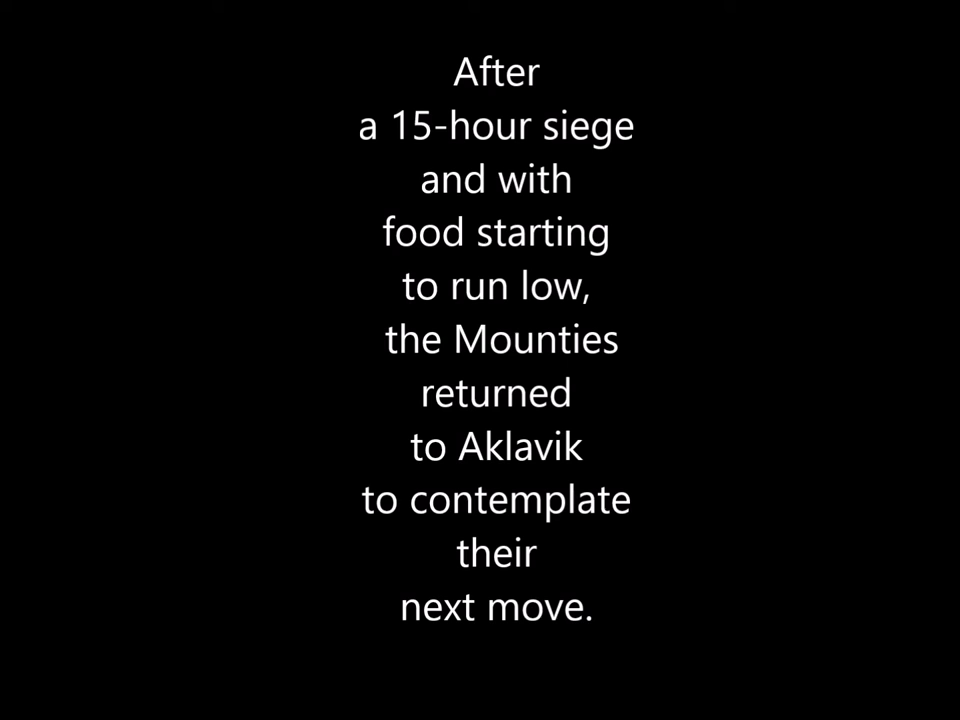 After
a 15-hour siege
and with
food starting
to run low,
the Mounties
returned
to Aklavik
to contemplate
their
next move.